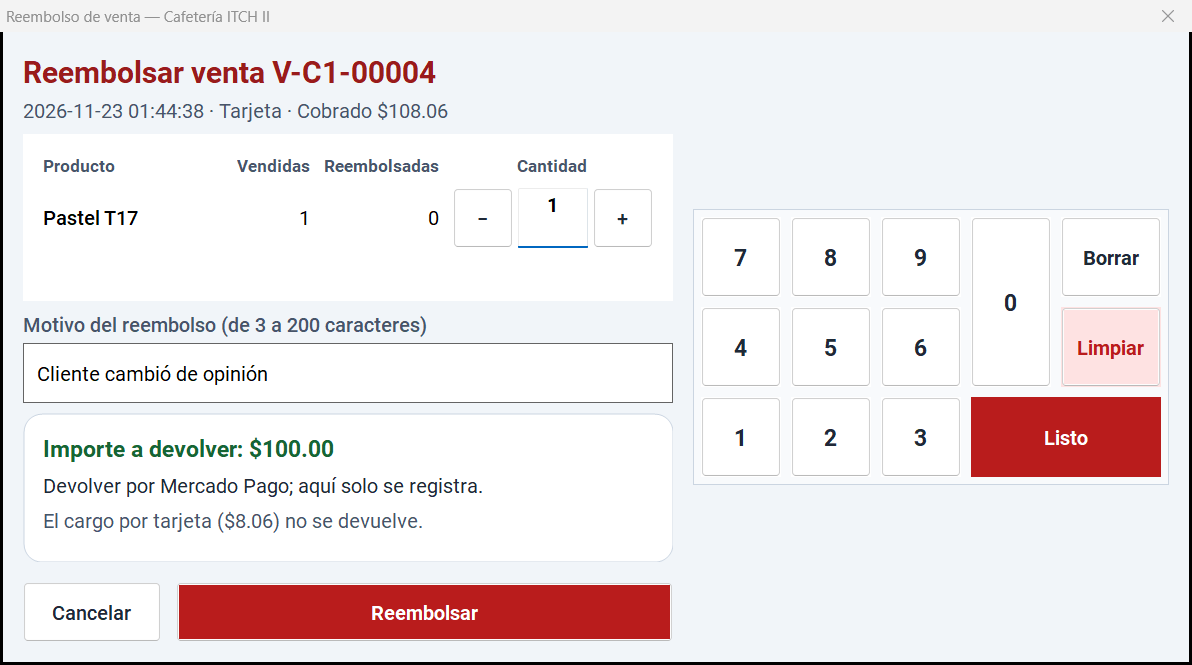 Reembolso de venta — Cafetería ITCH II
Reembolsar venta V-C1-00004
2026-11-23 01:44:38 · Tarjeta · Cobrado $108.06
Producto Vendidas Reembolsadas Cantidad
Pastel T17 1 0 − 1 +
Motivo del reembolso (de 3 a 200 caracteres)
Cliente cambió de opinión
Importe a devolver: $100.00
Devolver por Mercado Pago; aquí solo se registra.
El cargo por tarjeta ($8.06) no se devuelve.
Cancelar Reembolsar
7 8 9 0 Borrar
4 5 6 Limpiar
1 2 3 Listo